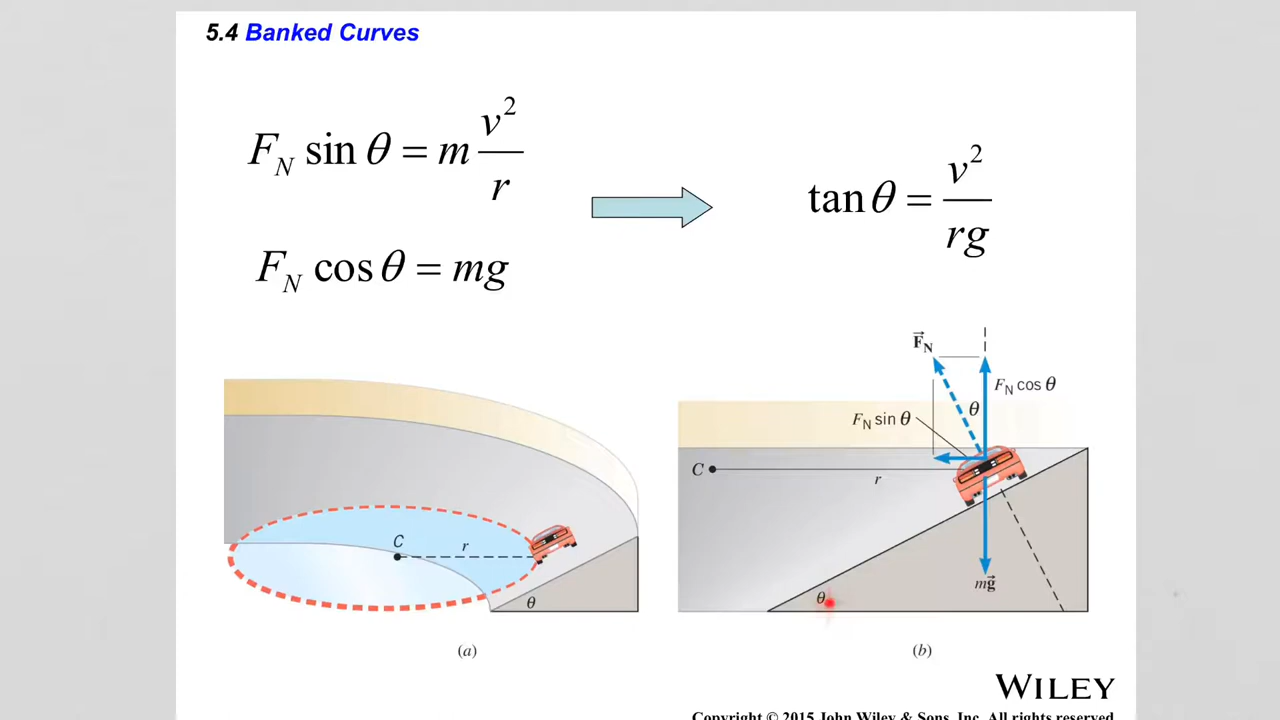 5.4 Banked Curves
F_N sin θ = m v²/r
tan θ = v²/rg
F_N cos θ = mg
F⃗_N
F_N cos θ
θ
F_N sin θ
C
r
C
r
θ
mg⃗
θ
(a)
(b)
WILEY
Copyright © 2015 John Wiley & Sons, Inc. All rights reserved.